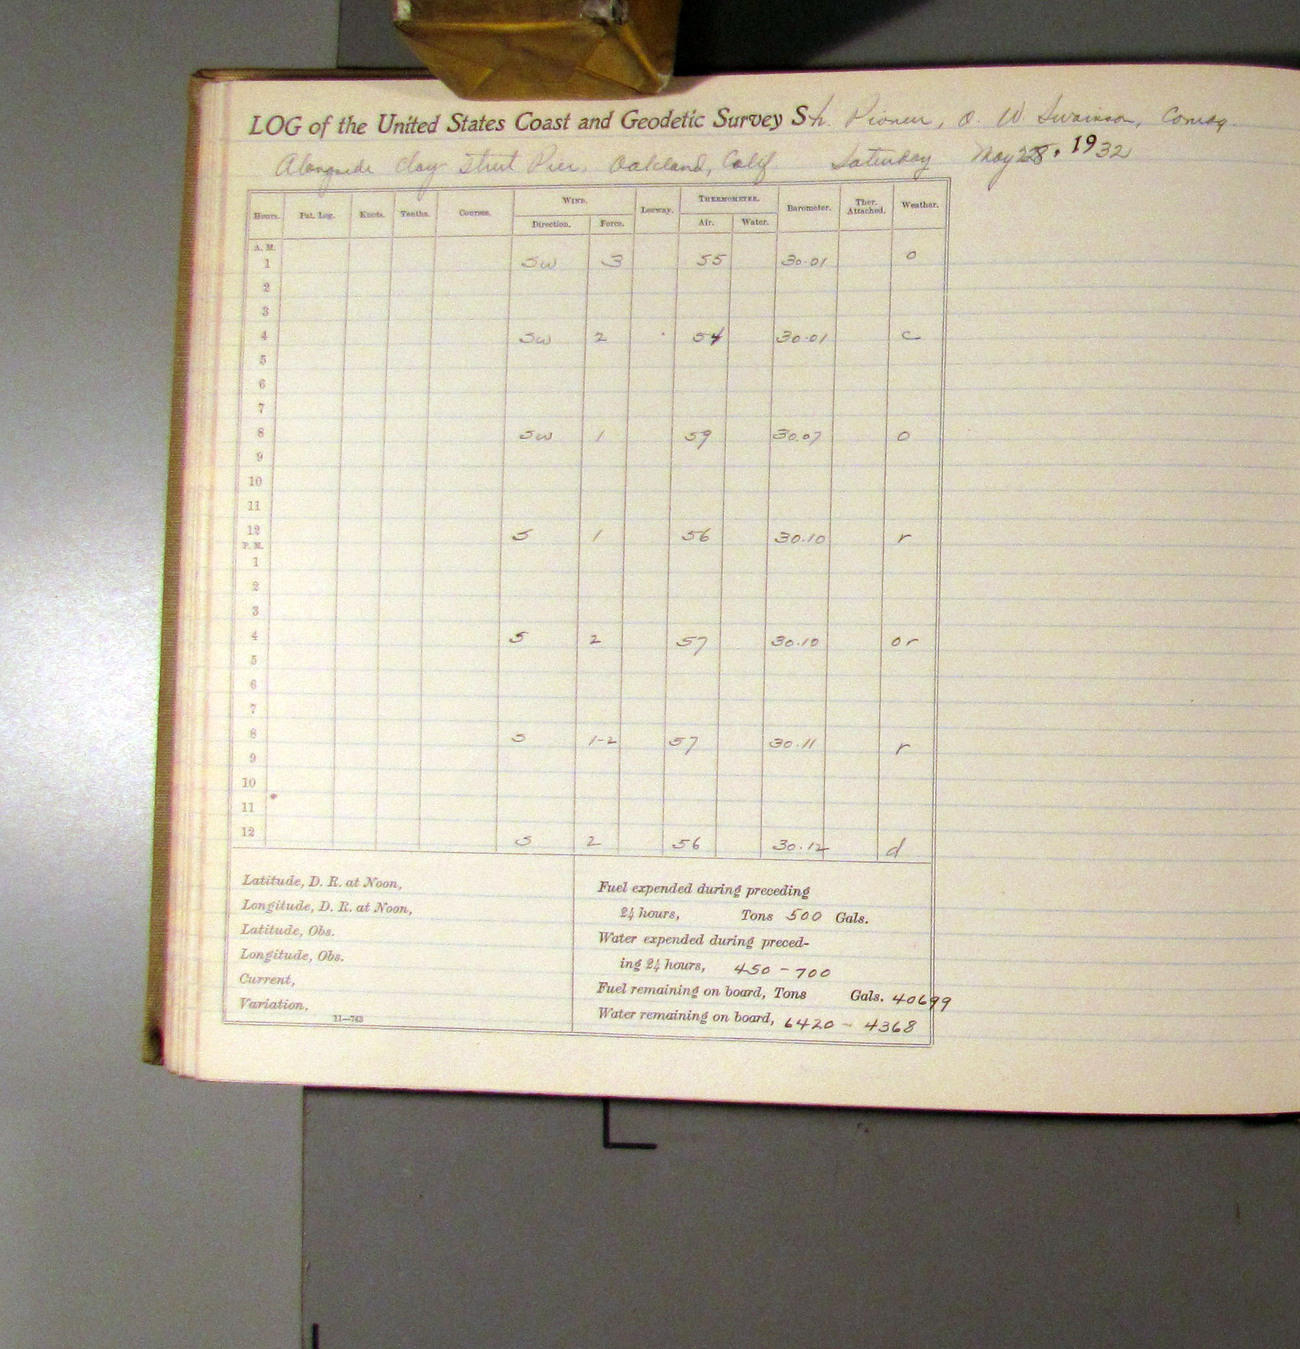 LOG of the United States Coast and Geodetic Survey Sh. Pioneer, O. W. Swainson, Comdg.
Alongside Clay Street Pier, Oakland, Calif Saturday May 28, 1932
Hours. Pat. Log. Knots. Tenths. Courses. WIND. Leeway. THERMOMETER. Barometer. Ther. Attached. Weather.
Direction. Force. Air. Water.
A. M.
1 SW 3 55 30.01 o
2
3
4 SW 2 54 30.01 c
5
6
7
8 SW 1 59 30.07 o
9
10
11
12 S 1 56 30.10 r
P. M.
1
2
3
4 S 2 57 30.10 or
5
6
7
8 S 1-2 57 30.11 r
9
10
11
12 S 2 56 30.12 d
Latitude, D. R. at Noon,
Longitude, D. R. at Noon,
Latitude, Obs.
Longitude, Obs.
Current,
Variation,
11—763
Fuel expended during preceding
24 hours, Tons 500 Gals.
Water expended during preced-
ing 24 hours, 450 - 700
Fuel remaining on board, Tons Gals. 40699
Water remaining on board, 6420 - 4368